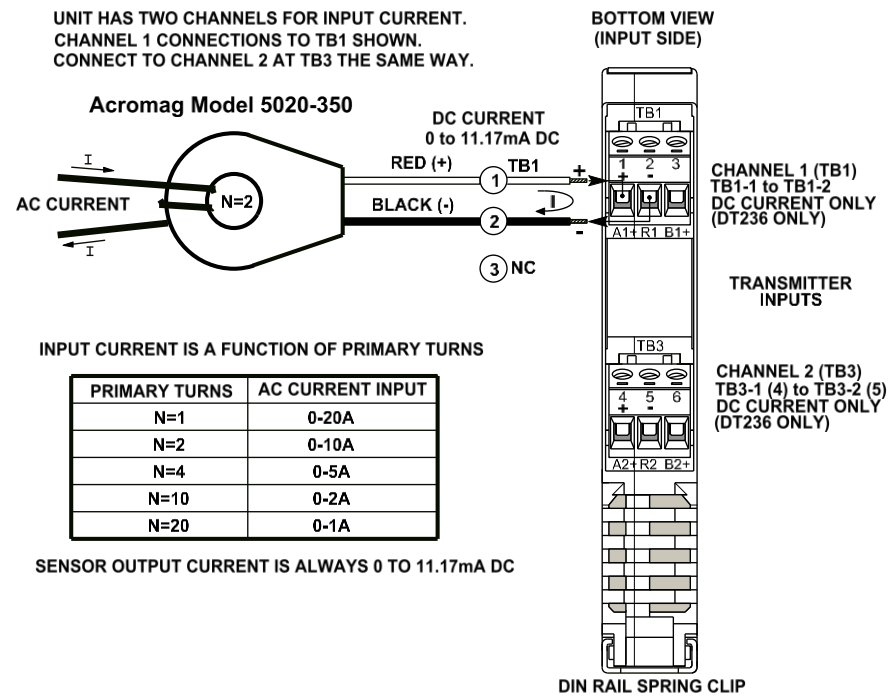 UNIT HAS TWO CHANNELS FOR INPUT CURRENT.
CHANNEL 1 CONNECTIONS TO TB1 SHOWN.
CONNECT TO CHANNEL 2 AT TB3 THE SAME WAY.
BOTTOM VIEW
(INPUT SIDE)
Acromag Model 5020-350
DC CURRENT
0 to 11.17mA DC
RED (+)
1
TB1
+
I
AC CURRENT
N=2
BLACK (-)
2
I
-
I
3 NC
TB1
1 2 3
+ -
A1+ R1 B1+
CHANNEL 1 (TB1)
TB1-1 to TB1-2
DC CURRENT ONLY
(DT236 ONLY)
TRANSMITTER
INPUTS
TB3
4 5 6
+ -
A2+ R2 B2+
CHANNEL 2 (TB3)
TB3-1 (4) to TB3-2 (5)
DC CURRENT ONLY
(DT236 ONLY)
INPUT CURRENT IS A FUNCTION OF PRIMARY TURNS
PRIMARY TURNS AC CURRENT INPUT
N=1 0-20A
N=2 0-10A
N=4 0-5A
N=10 0-2A
N=20 0-1A
SENSOR OUTPUT CURRENT IS ALWAYS 0 TO 11.17mA DC
DIN RAIL SPRING CLIP